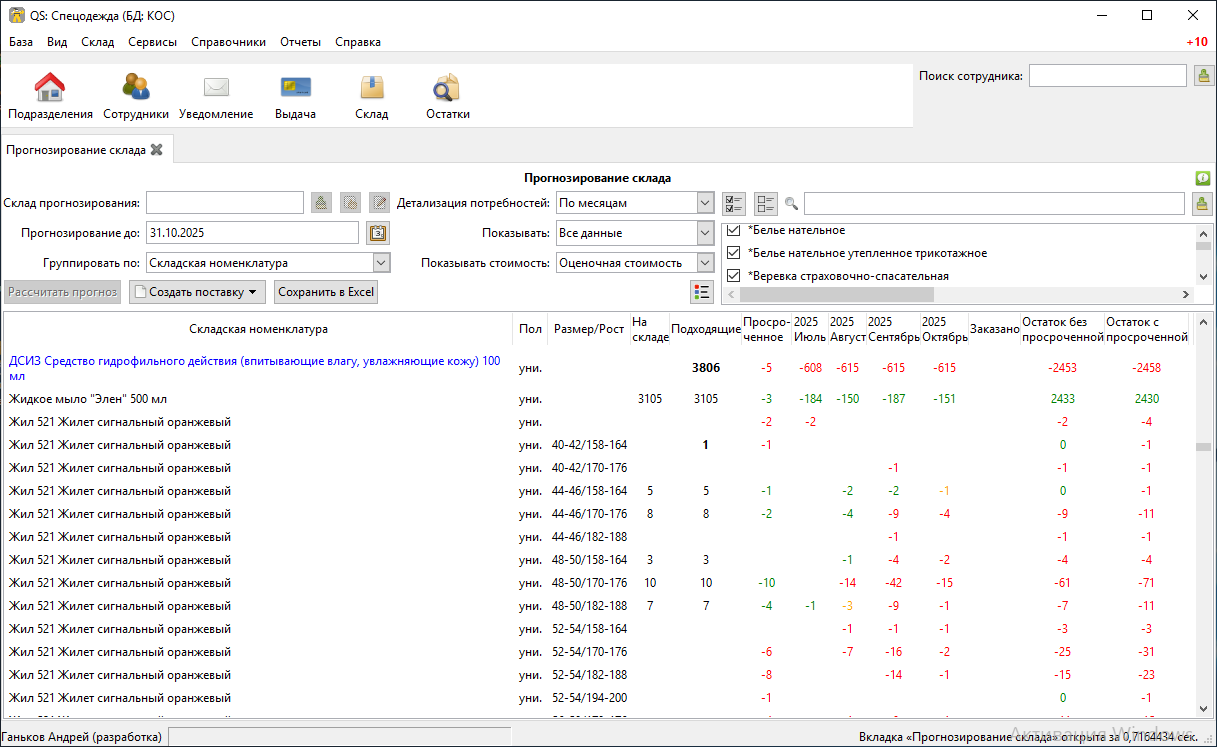 QS: Спецодежда (БД: КОС)
База Вид Склад Сервисы Справочники Отчеты Справка +10
Подразделения Сотрудники Уведомление Выдача Склад Остатки
Поиск сотрудника:
Прогнозирование склада
Прогнозирование склада
Склад прогнозирования: Детализация потребностей: По месяцам
Прогнозирование до: 31.10.2025 Показывать: Все данные
Группировать по: Складская номенклатура Показывать стоимость: Оценочная стоимость
*Белье нательное
*Белье нательное утепленное трикотажное
*Веревка страховочно-спасательная
Рассчитать прогноз Создать поставку Сохранить в Excel
Складская номенклатура Пол Размер/Рост На складе Подходящие Просро-ченное 2025 Июль 2025 Август 2025 Сентябрь 2025 Октябрь Заказано Остаток без просроченной Остаток с просроченной
ДСИЗ Средство гидрофильного действия (впитывающие влагу, увлажняющие кожу) 100
мл уни. 3806 -5 -608 -615 -615 -615 -2453 -2458
Жидкое мыло "Элен" 500 мл уни. 3105 3105 -3 -184 -150 -187 -151 2433 2430
Жил 521 Жилет сигнальный оранжевый уни. -2 -2 -2 -4
Жил 521 Жилет сигнальный оранжевый уни. 40-42/158-164 1 -1 0 -1
Жил 521 Жилет сигнальный оранжевый уни. 40-42/170-176 -1 -1 -1
Жил 521 Жилет сигнальный оранжевый уни. 44-46/158-164 5 5 -1 -2 -2 -1 0 -1
Жил 521 Жилет сигнальный оранжевый уни. 44-46/170-176 8 8 -2 -4 -9 -4 -9 -11
Жил 521 Жилет сигнальный оранжевый уни. 44-46/182-188 -1 -1 -1
Жил 521 Жилет сигнальный оранжевый уни. 48-50/158-164 3 3 -1 -4 -2 -4 -4
Жил 521 Жилет сигнальный оранжевый уни. 48-50/170-176 10 10 -10 -14 -42 -15 -61 -71
Жил 521 Жилет сигнальный оранжевый уни. 48-50/182-188 7 7 -4 -1 -3 -9 -1 -7 -11
Жил 521 Жилет сигнальный оранжевый уни. 52-54/158-164 -1 -1 -1 -3 -3
Жил 521 Жилет сигнальный оранжевый уни. 52-54/170-176 -6 -7 -16 -2 -25 -31
Жил 521 Жилет сигнальный оранжевый уни. 52-54/182-188 -8 -14 -1 -15 -23
Жил 521 Жилет сигнальный оранжевый уни. 52-54/194-200 -1 0 -1
Ганьков Андрей (разработка) Вкладка «Прогнозирование склада» открыта за 0,7164434 сек.
Активация Windows